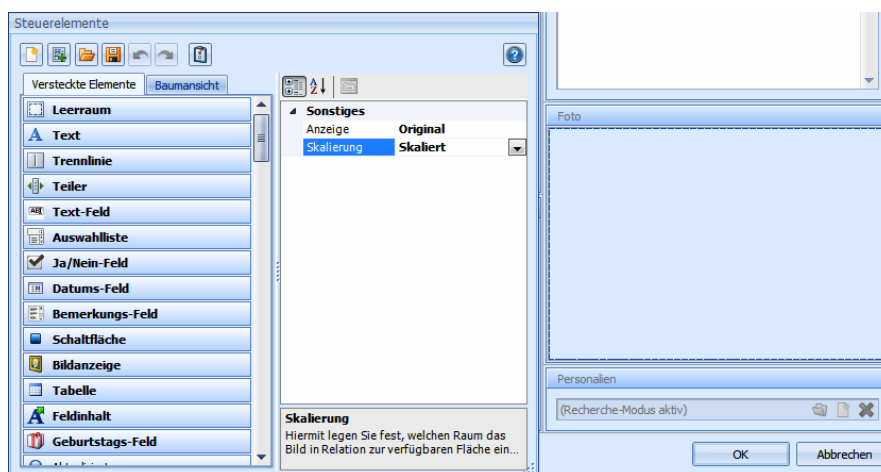 Steuerelemente
Versteckte Elemente
Baumansicht
Leerraum
Text
Trennlinie
Teiler
Text-Feld
Auswahlliste
Ja/Nein-Feld
Datums-Feld
Bemerkungs-Feld
Schaltfläche
Bildanzeige
Tabelle
Feldinhalt
Geburtstags-Feld
Sonstiges
Anzeige Original
Skalierung Skaliert
Skalierung
Hiermit legen Sie fest, welchen Raum das
Bild in Relation zur verfügbaren Fläche ein...
Foto
Personalien
(Recherche-Modus aktiv)
OK
Abbrechen